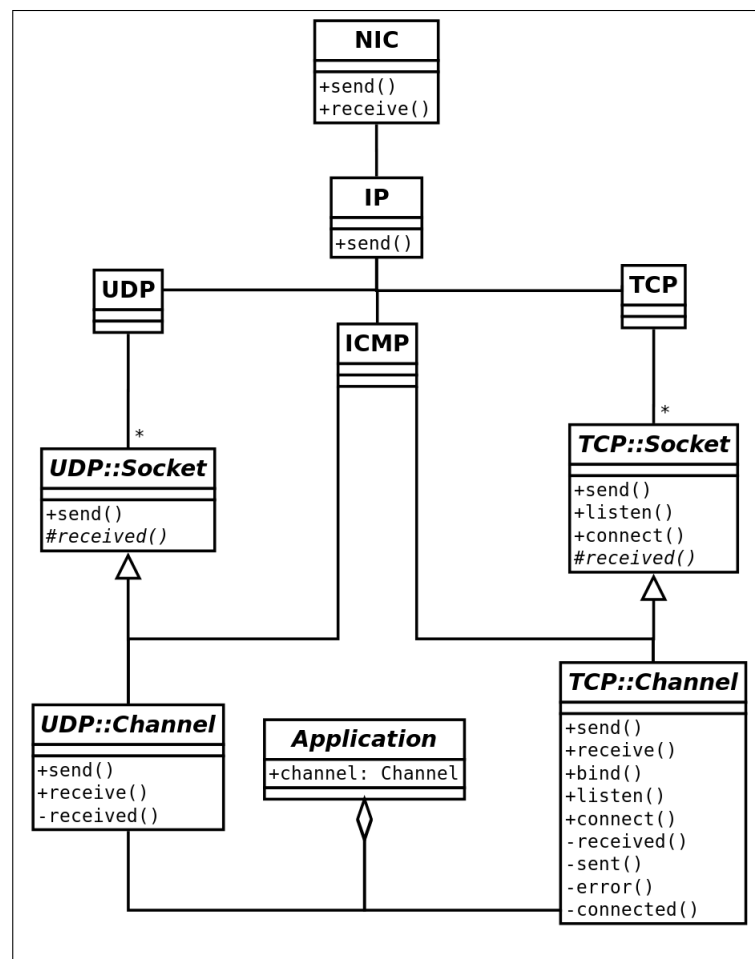 NIC
+send()
+receive()
IP
+send()
UDP
TCP
ICMP
*
*
UDP::Socket
+send()
#received()
TCP::Socket
+send()
+listen()
+connect()
#received()
UDP::Channel
+send()
+receive()
-received()
Application
+channel: Channel
TCP::Channel
+send()
+receive()
+bind()
+listen()
+connect()
-received()
-sent()
-error()
-connected()